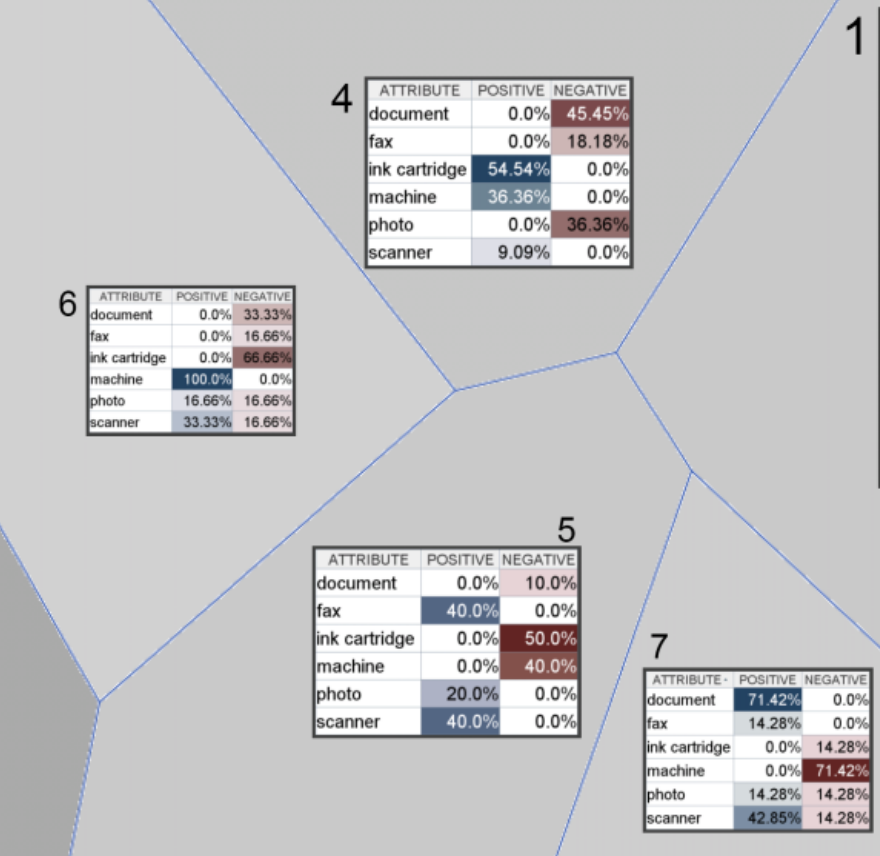 1
4
ATTRIBUTE POSITIVE NEGATIVE
document 0.0% 45.45%
fax 0.0% 18.18%
ink cartridge 54.54% 0.0%
machine 36.36% 0.0%
photo 0.0% 36.36%
scanner 9.09% 0.0%
6
ATTRIBUTE POSITIVE NEGATIVE
document 0.0% 33.33%
fax 0.0% 16.66%
ink cartridge 0.0% 66.66%
machine 100.0% 0.0%
photo 16.66% 16.66%
scanner 33.33% 16.66%
5
ATTRIBUTE POSITIVE NEGATIVE
document 0.0% 10.0%
fax 40.0% 0.0%
ink cartridge 0.0% 50.0%
machine 0.0% 40.0%
photo 20.0% 0.0%
scanner 40.0% 0.0%
7
ATTRIBUTE · POSITIVE NEGATIVE
document 71.42% 0.0%
fax 14.28% 0.0%
ink cartridge 0.0% 14.28%
machine 0.0% 71.42%
photo 14.28% 14.28%
scanner 42.85% 14.28%